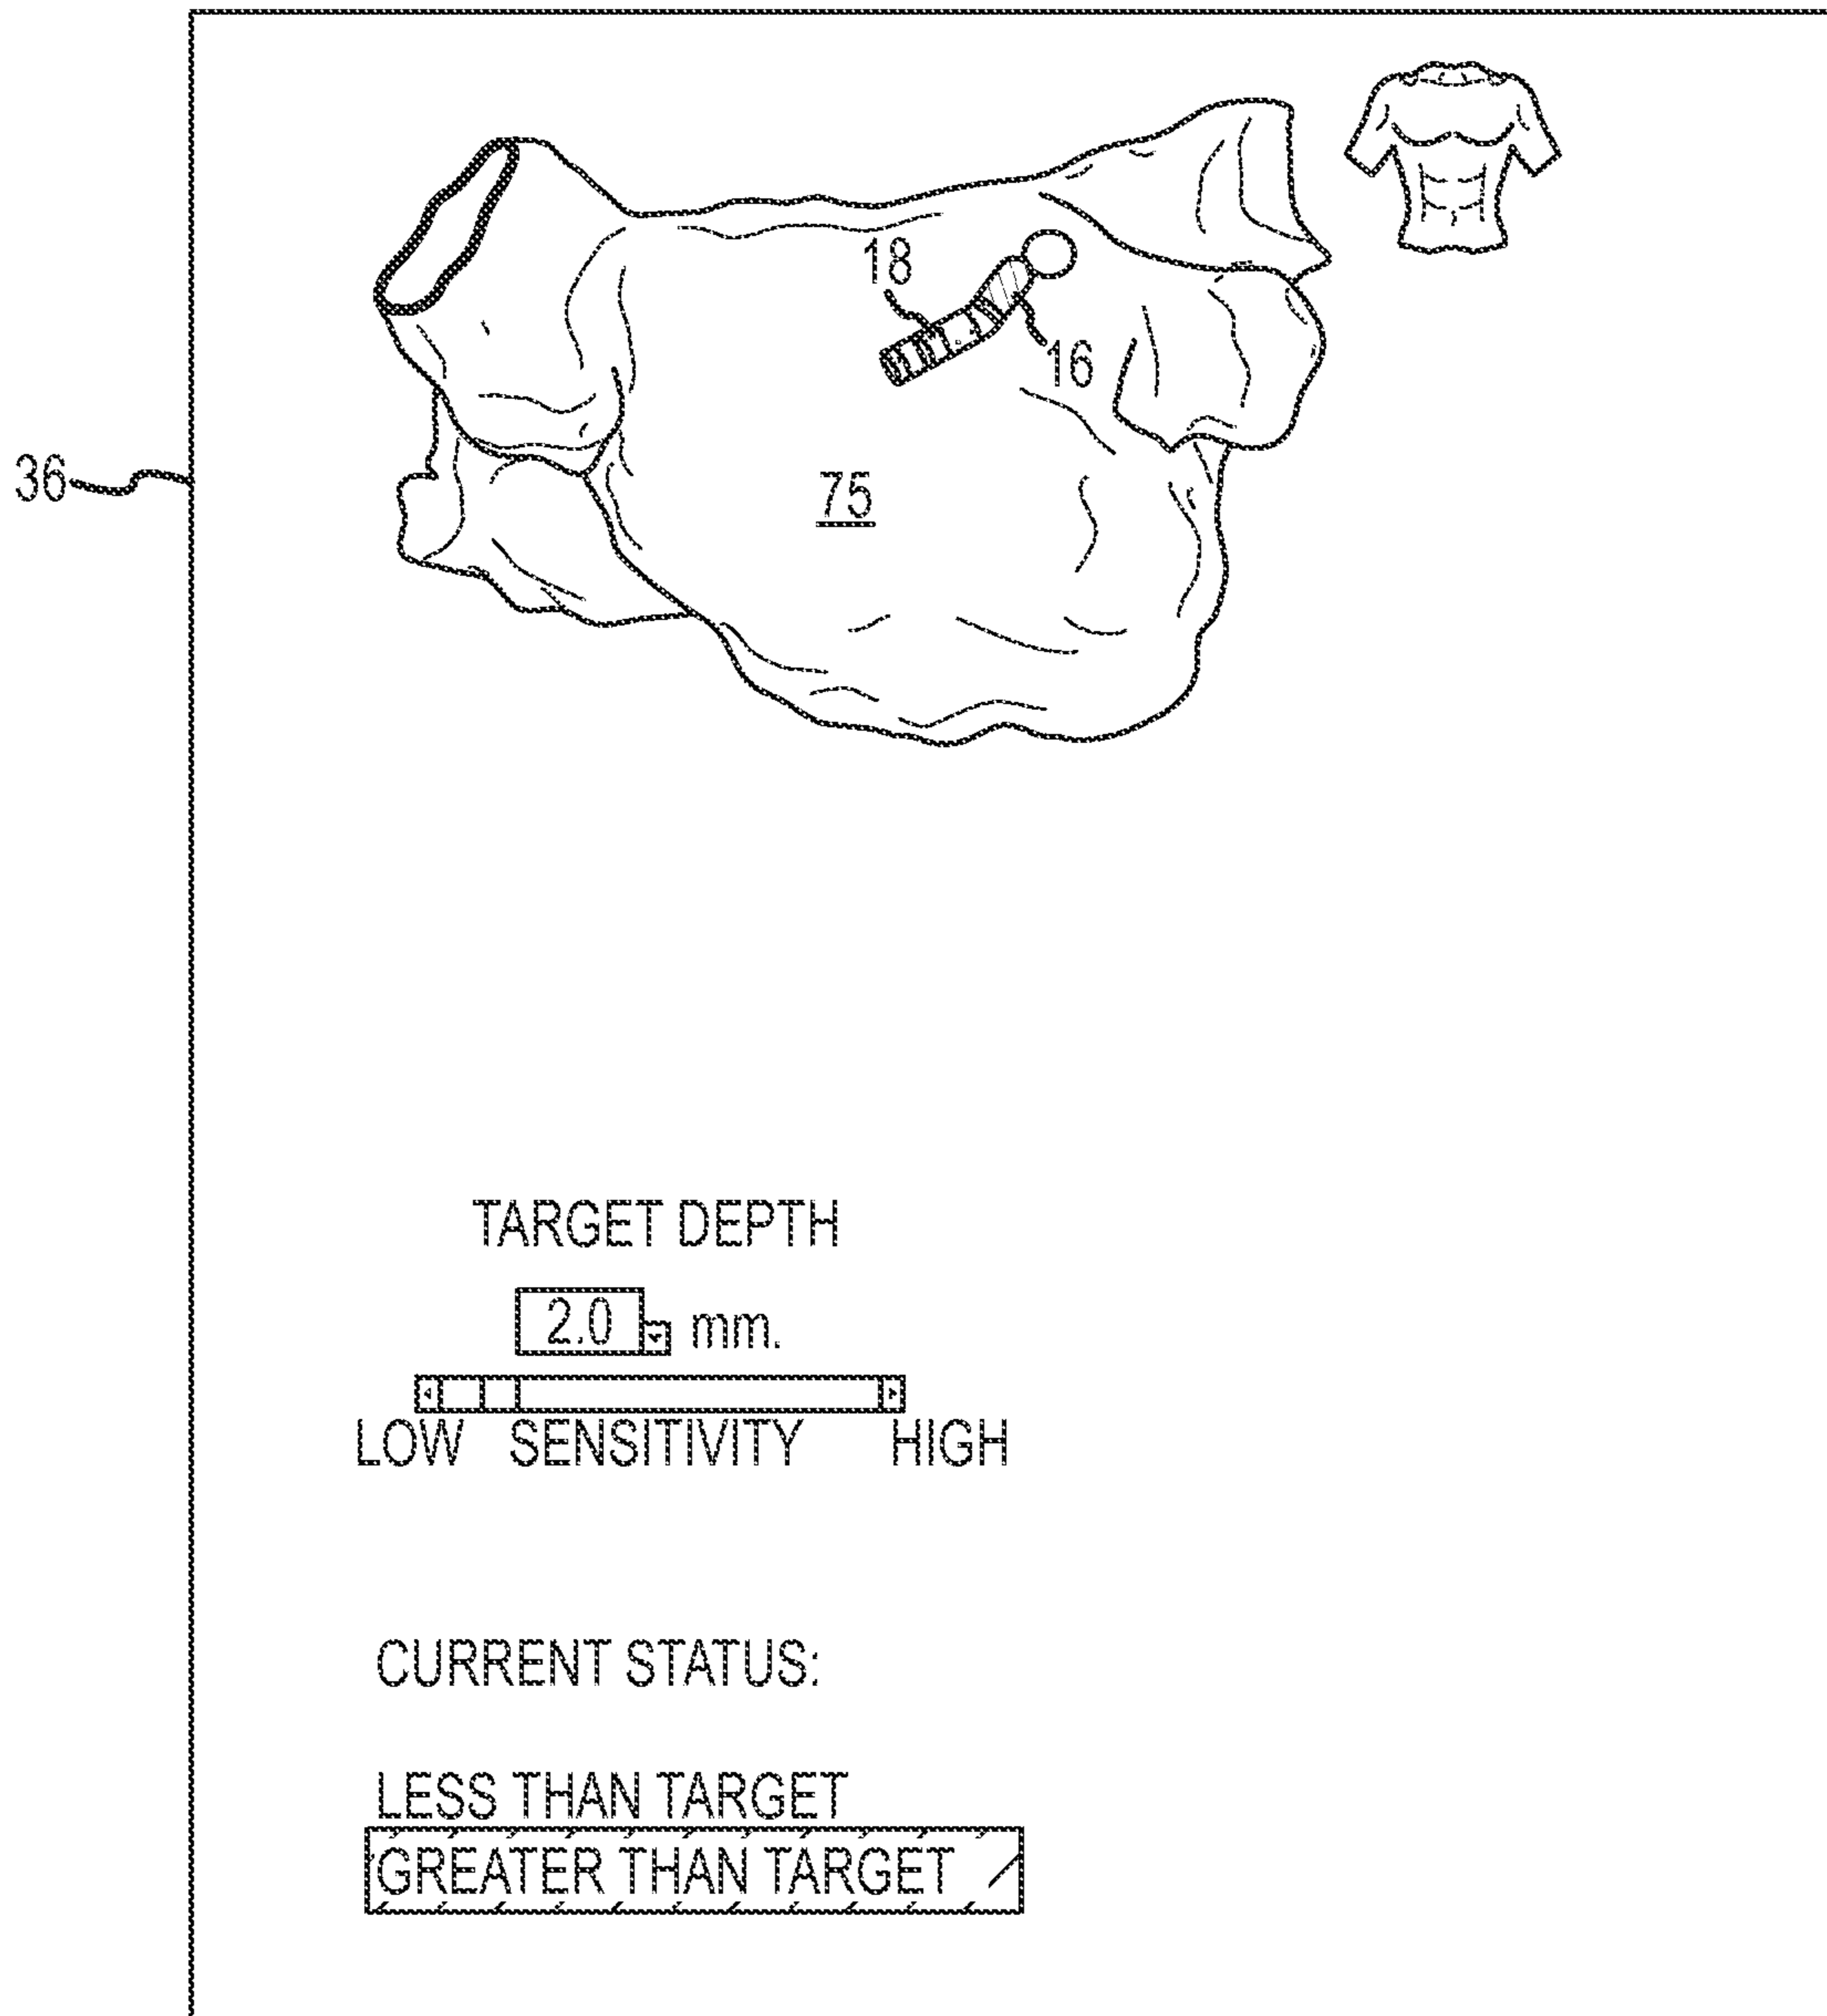 18
16
36
75
TARGET DEPTH
2.0 mm.
LOW SENSITIVITY HIGH
CURRENT STATUS:
LESS THAN TARGET
GREATER THAN TARGET